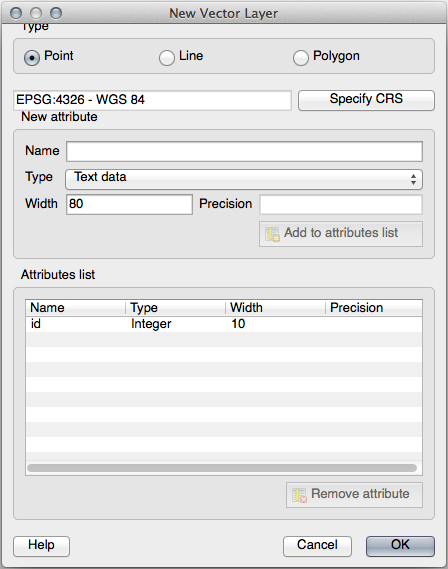 New Vector Layer
Type
Point Line Polygon
EPSG:4326 - WGS 84 Specify CRS
New attribute
Name
Type Text data
Width 80 Precision
Add to attributes list
Attributes list
Name Type Width Precision
id Integer 10
Remove attribute
Help Cancel OK